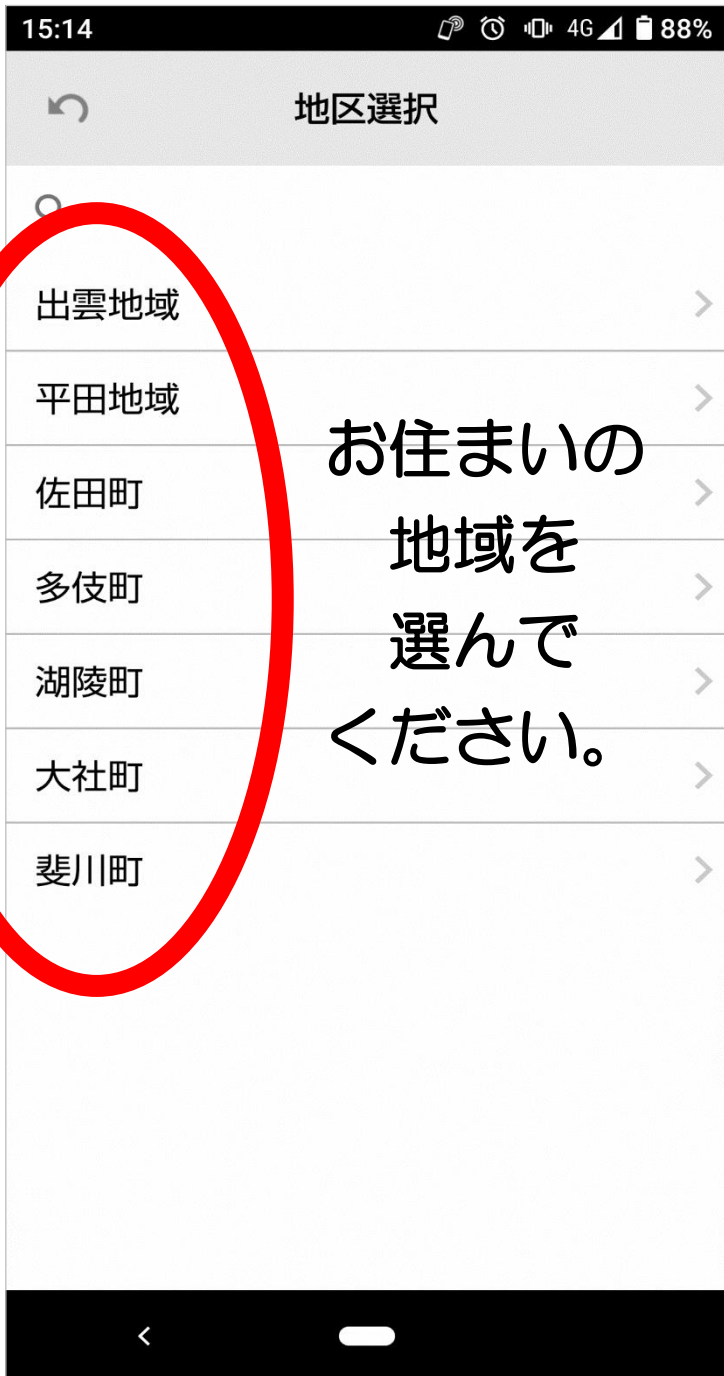 15:14
4G 88%
地区選択
出雲地域
平田地域
佐田町
多伎町
湖陵町
大社町
斐川町
お住まいの
地域を
選んで
ください。